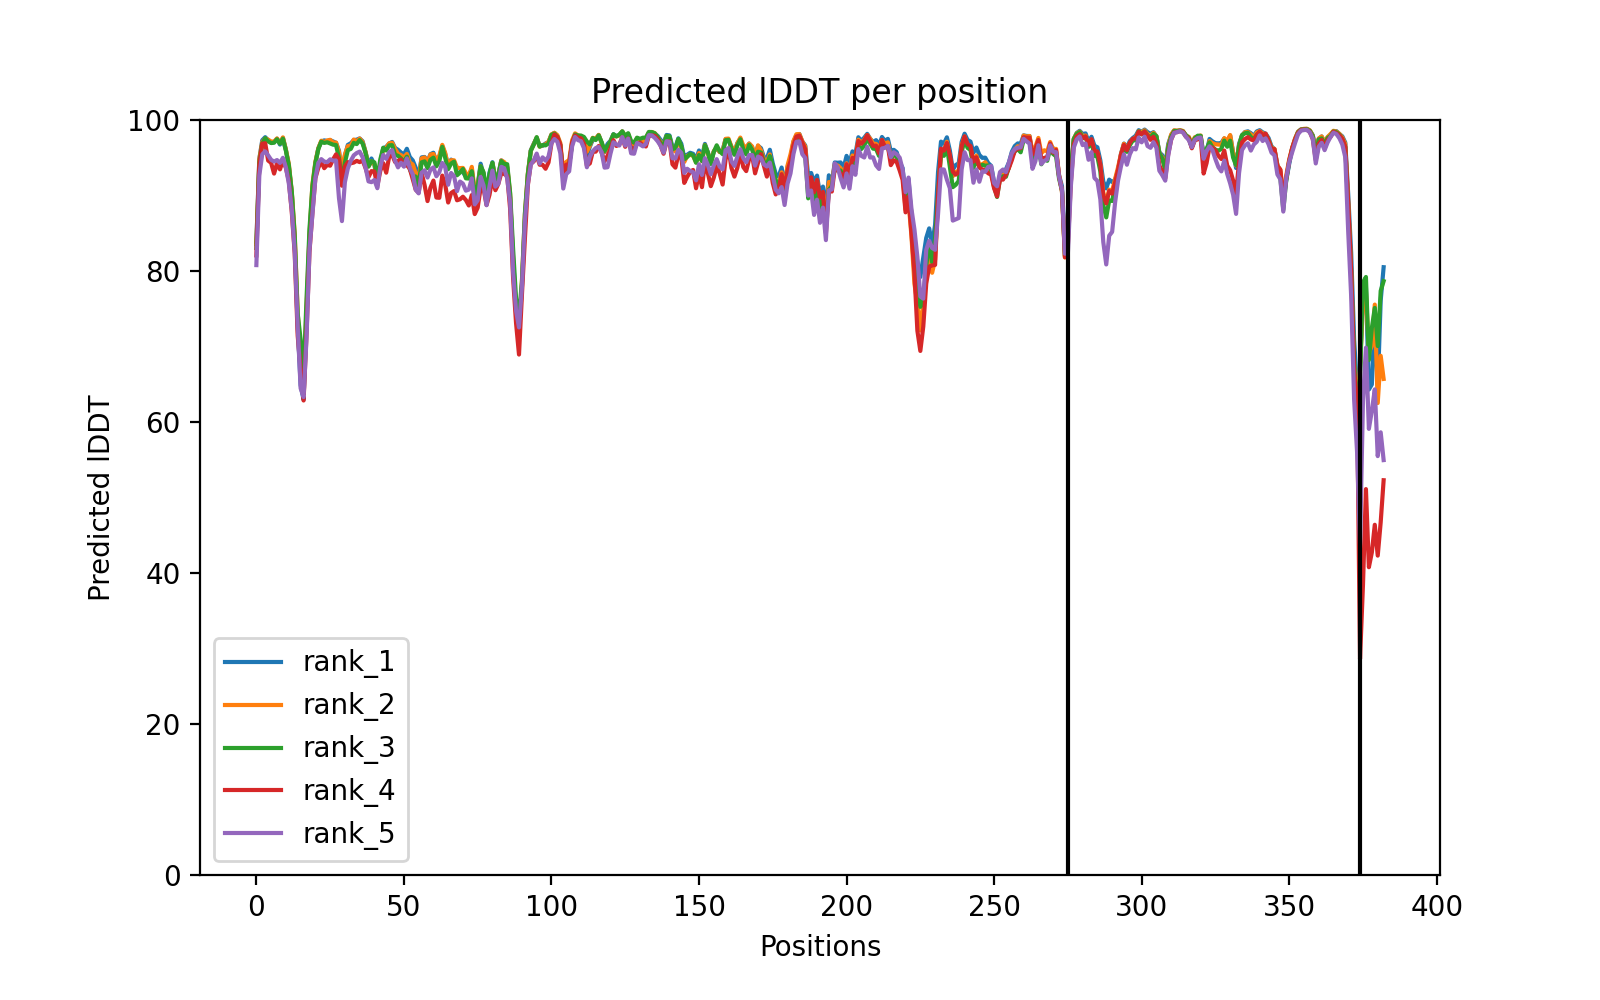 Predicted lDDT per position
100
80
60
40
20
0
Predicted lDDT
rank_1
rank_2
rank_3
rank_4
rank_5
0 50 100 150 200 250 300 350 400
Positions